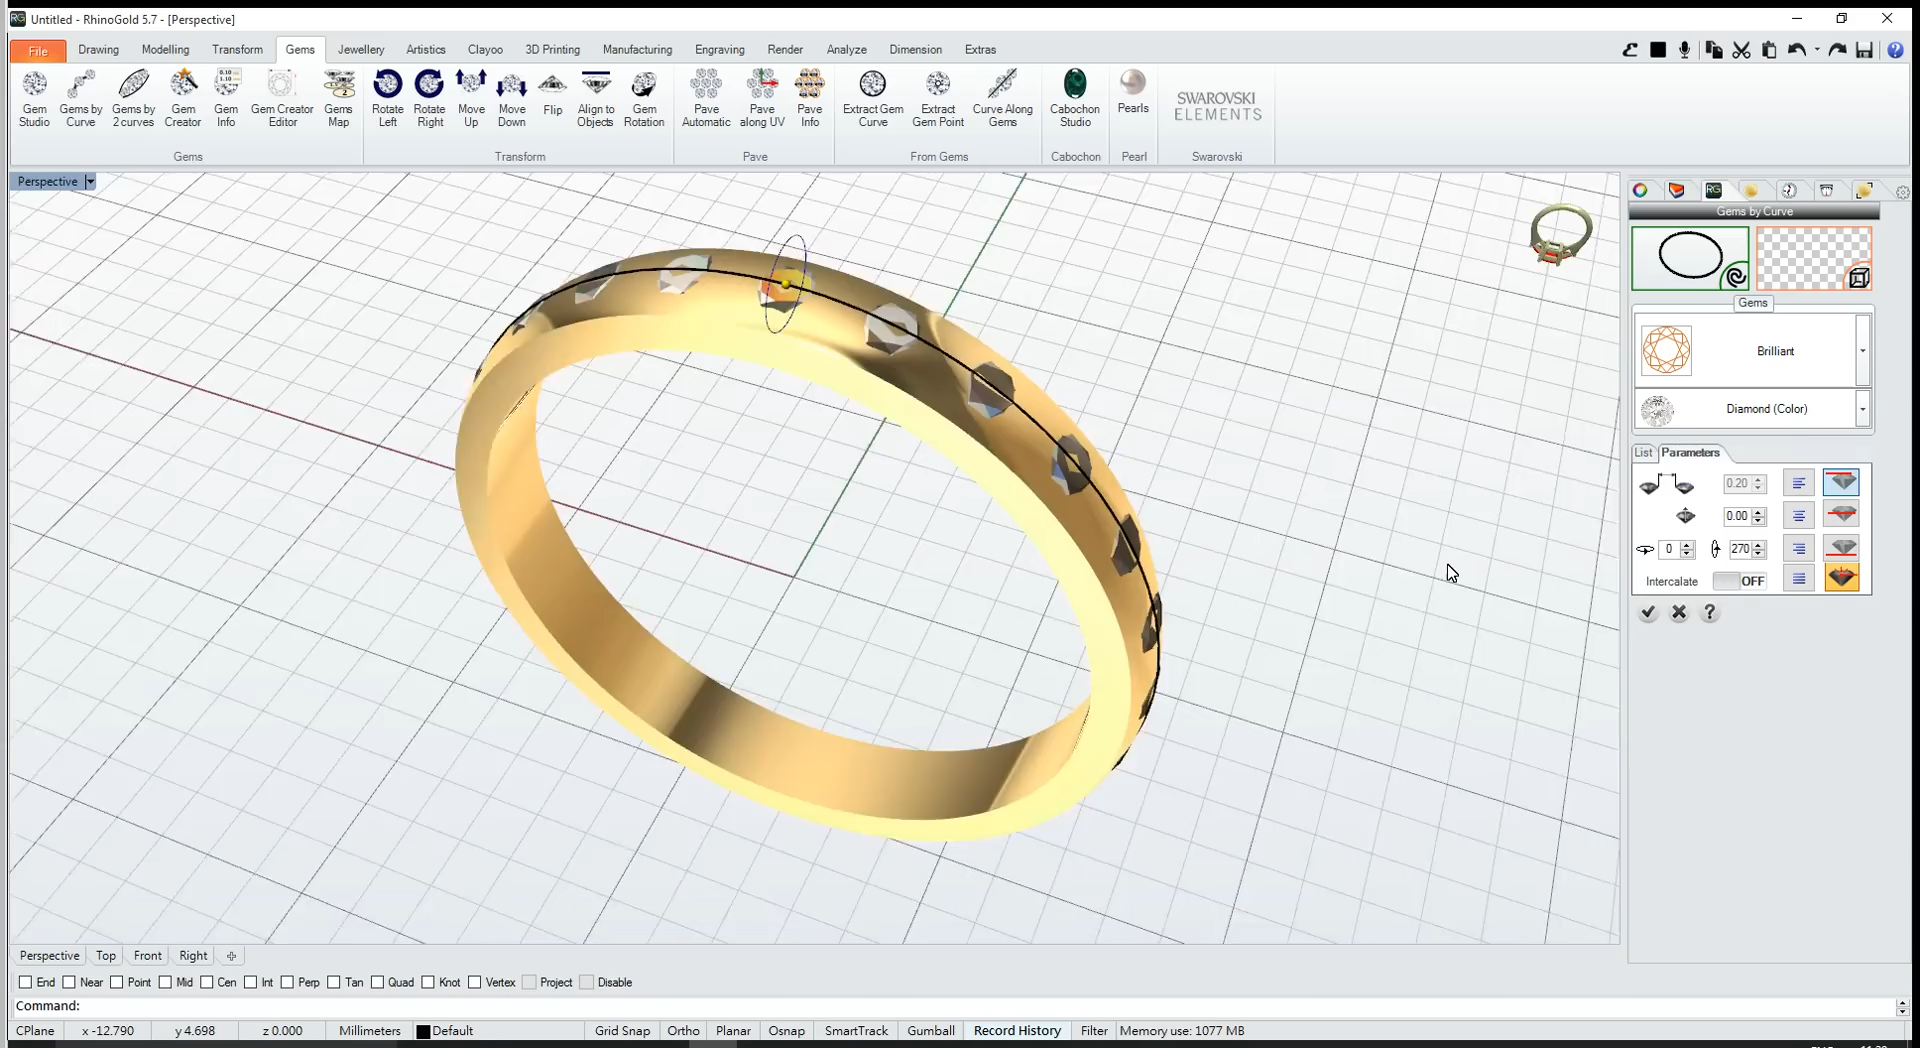 Untitled - RhinoGold 5.7 - [Perspective]
File Drawing Modelling Transform Gems Jewellery Artistics Clayoo 3D Printing Manufacturing Engraving Render Analyze Dimension Extras
Gem Studio
Gems by Curve
Gems by 2 curves
Gem Creator
Gem Info
Gem Creator Editor
Gems Map
Rotate Left
Rotate Right
Move Up
Move Down
Flip
Align to Objects
Gem Rotation
Pave Automatic
Pave along UV
Pave Info
Extract Gem Curve
Extract Gem Point
Curve Along Gems
Cabochon Studio
Pearls
SWAROVSKI ELEMENTS
Gems Transform Pave From Gems Cabochon Pearl Swarovski
Perspective
Gems by Curve
Gems
Brilliant
Diamond (Color)
List Parameters
0.20
0.00
0 270
Intercalate OFF
Perspective Top Front Right
End Near Point Mid Cen Int Perp Tan Quad Knot Vertex Project Disable
Command:
CPlane x -12.790 y 4.698 z 0.000 Millimeters Default Grid Snap Ortho Planar Osnap SmartTrack Gumball Record History Filter Memory use: 1077 MB